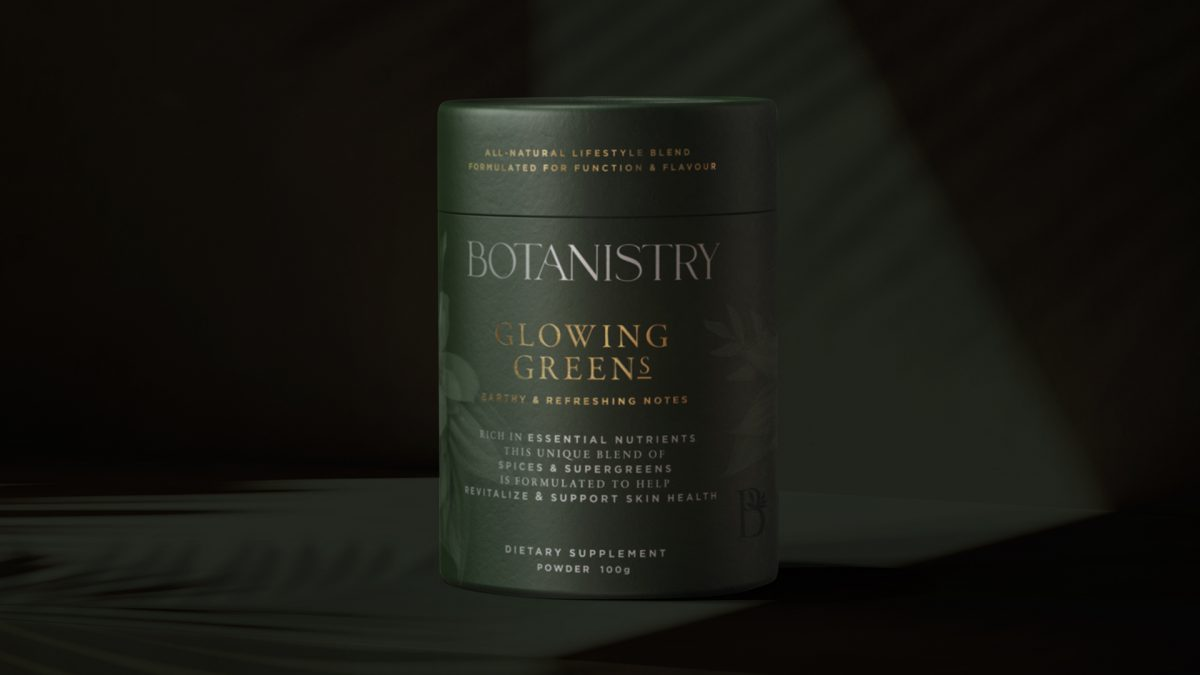 ALL-NATURAL LIFESTYLE BLEND
FORMULATED FOR FUNCTION & FLAVOUR
BOTANISTRY
GLOWING
GREENS
EARTHY & REFRESHING NOTES
RICH IN ESSENTIAL NUTRIENTS
THIS UNIQUE BLEND OF
SPICES & SUPERGREENS
IS FORMULATED TO HELP
REVITALIZE & SUPPORT SKIN HEALTH
B
DIETARY SUPPLEMENT
POWDER 100g